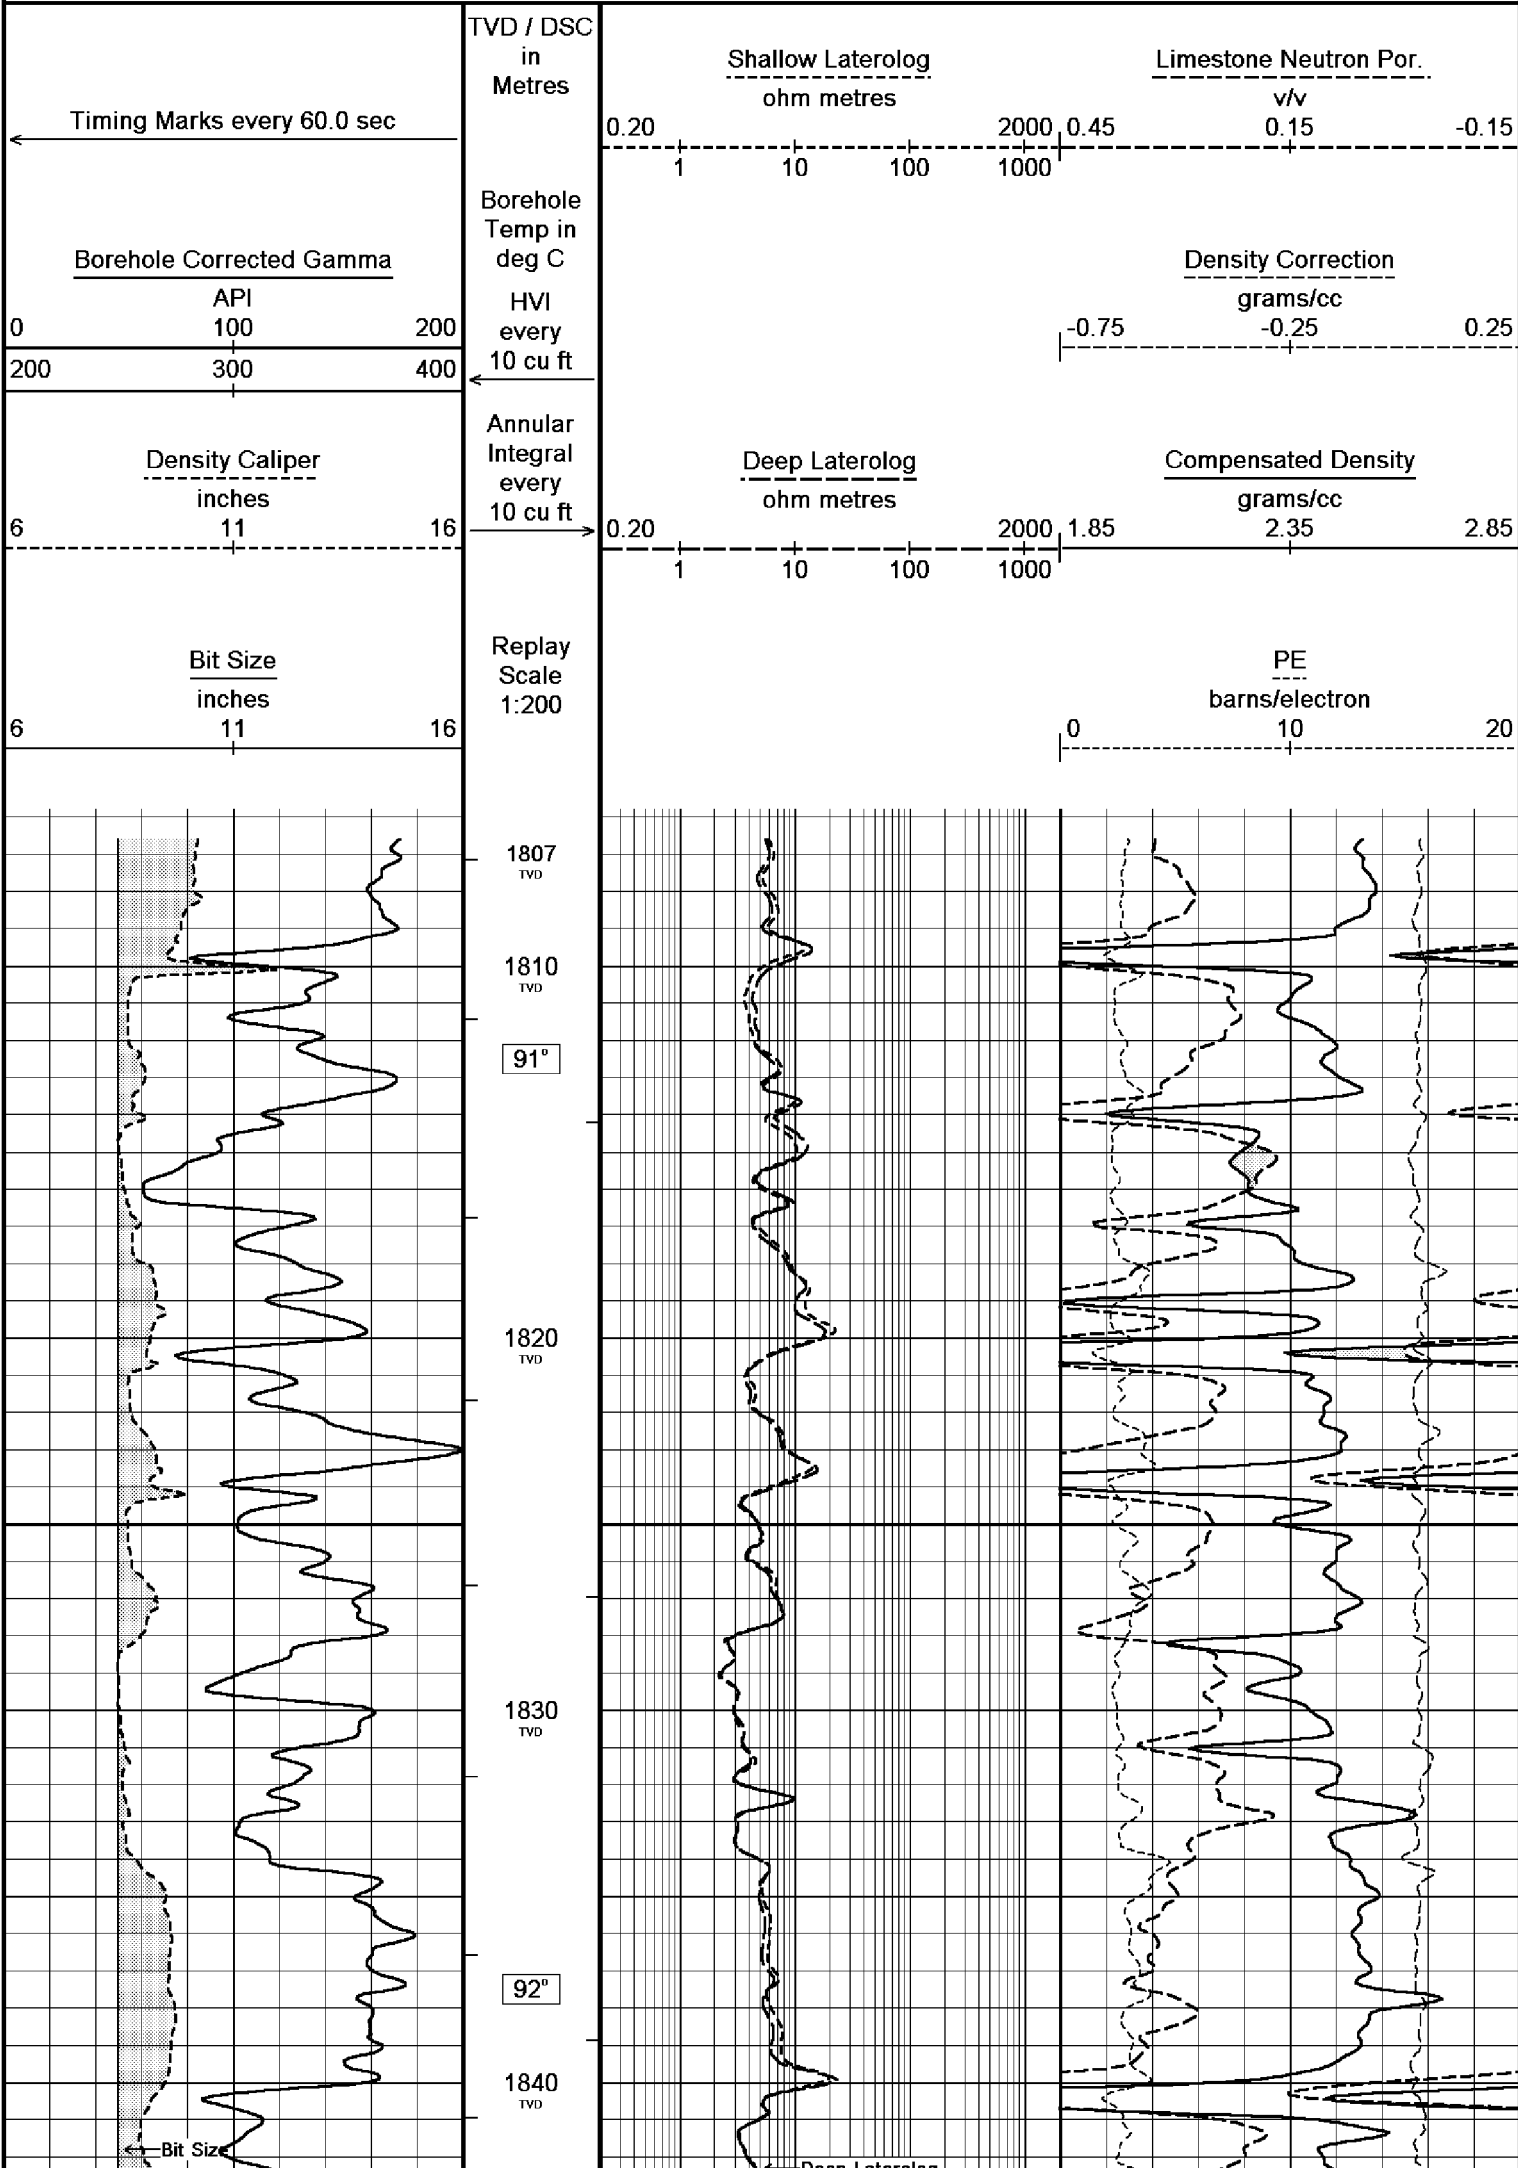 Timing Marks every 60.0 sec
Borehole Corrected Gamma
API
0 100 200
200 300 400
Density Caliper
inches
6 11 16
Bit Size
inches
6 11 16
TVD / DSC
in
Metres
Borehole
Temp in
deg C
HVI
every
10 cu ft
Annular
Integral
every
10 cu ft
Replay
Scale
1:200
Shallow Laterolog
ohm metres
0.20 2000
1 10 100 1000
Deep Laterolog
ohm metres
0.20 2000
1 10 100 1000
Limestone Neutron Por.
v/v
0.45 0.15 -0.15
Density Correction
grams/cc
-0.75 -0.25 0.25
Compensated Density
grams/cc
1.85 2.35 2.85
PE
barns/electron
0 10 20
1807
TVD
1810
TVD
91°
1820
TVD
1830
TVD
92°
1840
TVD
Bit Size
Deep Laterolog